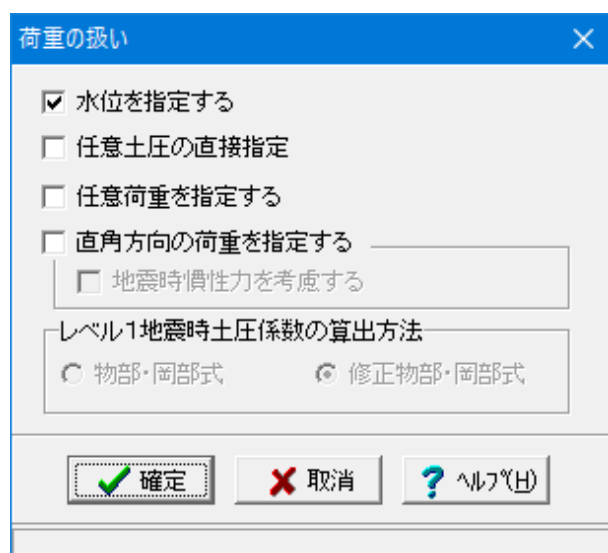 荷重の扱い
水位を指定する
任意土圧の直接指定
任意荷重を指定する
直角方向の荷重を指定する
地震時慣性力を考慮する
レベル1地震時土圧係数の算出方法
物部・岡部式 修正物部・岡部式
確定 取消 ヘルプ(H)